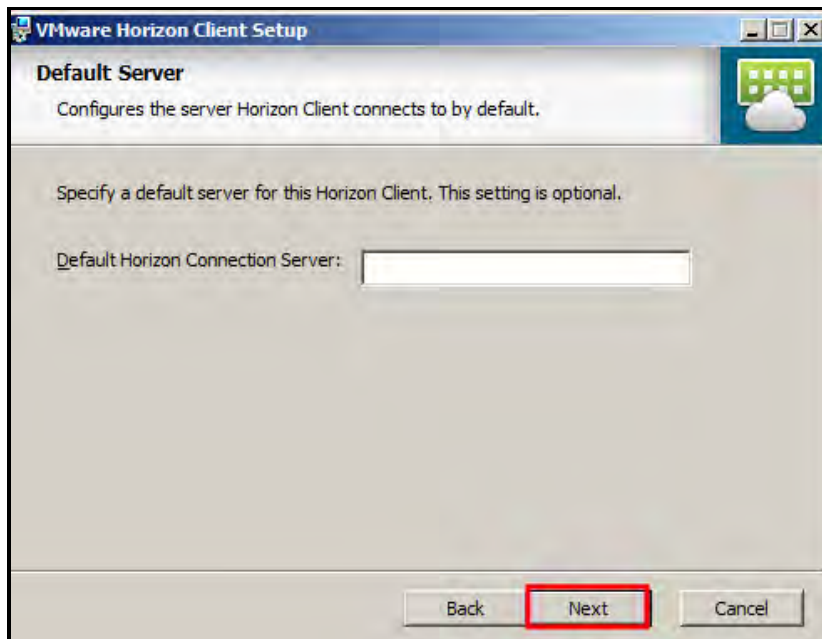 VMware Horizon Client Setup
Default Server
Configures the server Horizon Client connects to by default.
Specify a default server for this Horizon Client. This setting is optional.
Default Horizon Connection Server:
Back
Next
Cancel